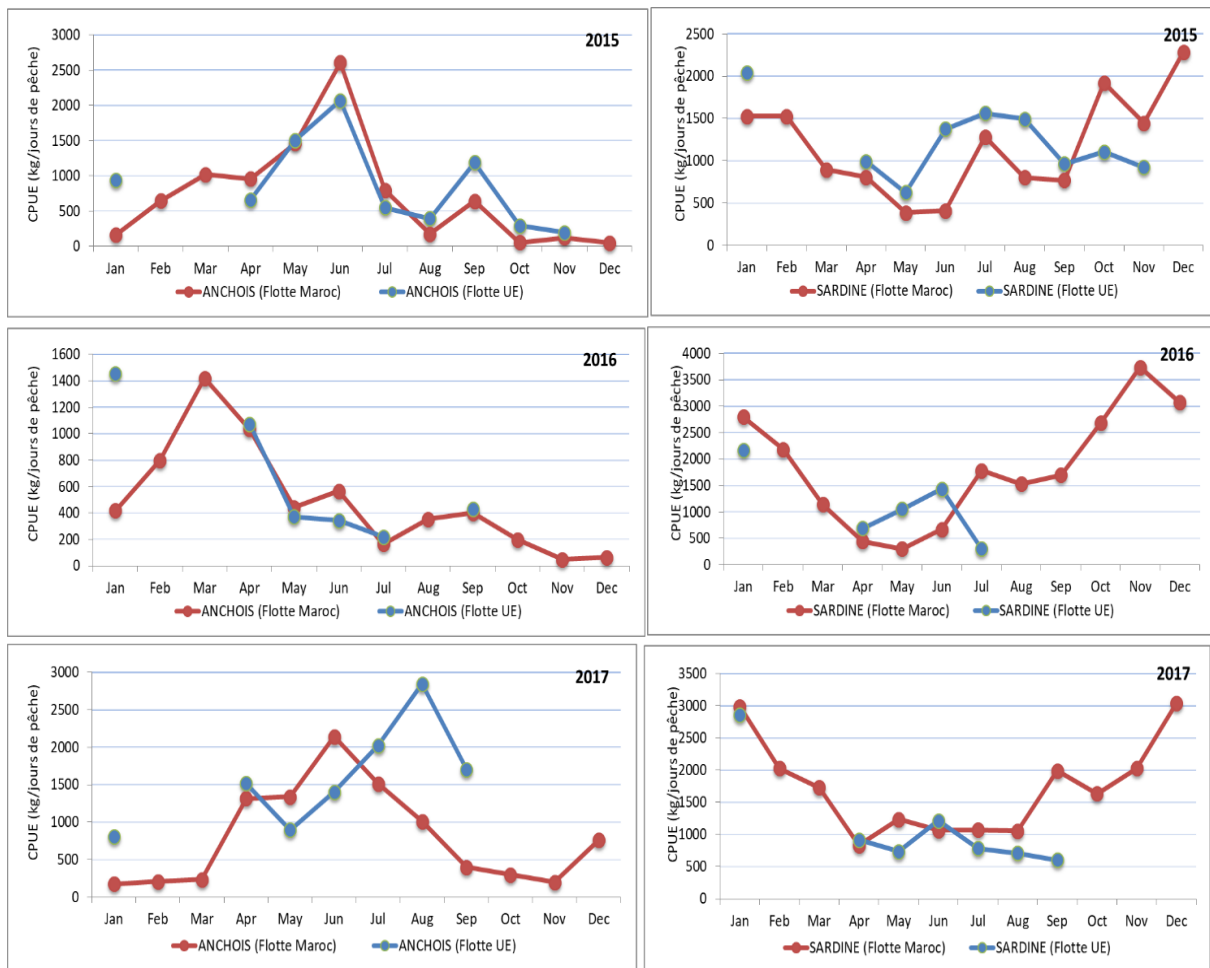 2015
CPUE (kg/jours de pêche)
3000
2500
2000
1500
1000
500
0
Jan Feb Mar Apr May Jun Jul Aug Sep Oct Nov Dec
ANCHOIS (Flotte Maroc) ANCHOIS (Flotte UE)
2015
CPUE (kg/jours de pêche)
2500
2000
1500
1000
500
0
Jan Feb Mar Apr May Jun Jul Aug Sep Oct Nov Dec
SARDINE (Flotte Maroc) SARDINE (Flotte UE)
2016
CPUE (kg/jours de pêche)
1600
1400
1200
1000
800
600
400
200
0
Jan Feb Mar Apr May Jun Jul Aug Sep Oct Nov Dec
ANCHOIS (Flotte Maroc) ANCHOIS (Flotte UE)
2016
CPUE (kg/jours de pêche)
4000
3500
3000
2500
2000
1500
1000
500
0
Jan Feb Mar Apr May Jun Jul Aug Sep Oct Nov Dec
SARDINE (Flotte Maroc) SARDINE (Flotte UE)
2017
CPUE (kg/jours de pêche)
3000
2500
2000
1500
1000
500
0
Jan Feb Mar Apr May Jun Jul Aug Sep Oct Nov Dec
ANCHOIS (Flotte Maroc) ANCHOIS (Flotte UE)
2017
CPUE (kg/jours de pêche)
3500
3000
2500
2000
1500
1000
500
0
Jan Feb Mar Apr May Jun Jul Aug Sep Oct Nov Dec
SARDINE (Flotte Maroc) SARDINE (Flotte UE)